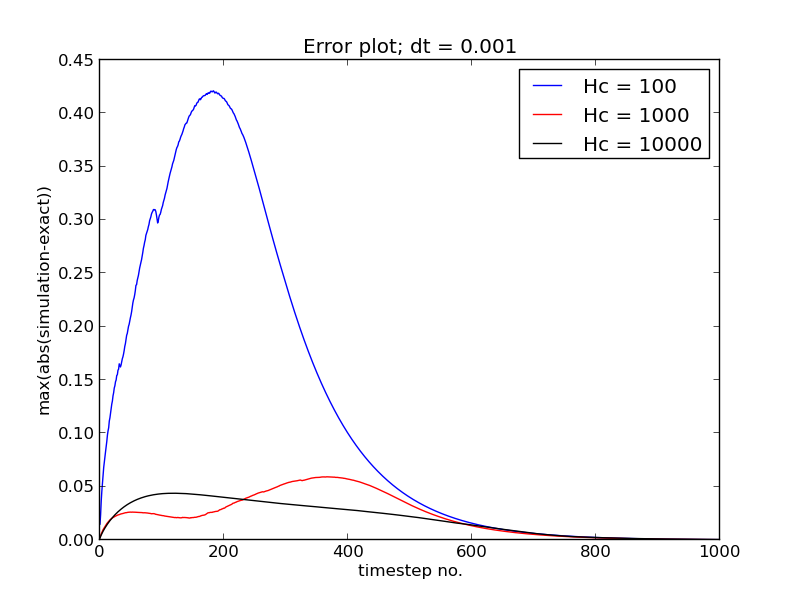 Error plot; dt = 0.001
max(abs(simulation-exact))
0.45
0.40
0.35
0.30
0.25
0.20
0.15
0.10
0.05
0.00
Hc = 100
Hc = 1000
Hc = 10000
0 200 400 600 800 1000
timestep no.